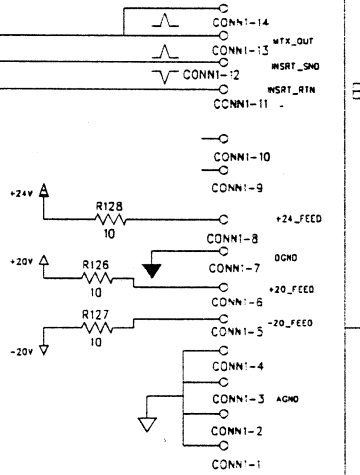 CONN1-14
CONN1-13 MTX_OUT
CONN1-12 INSRT_SND
CONN1-11 INSRT_RTN
CONN1-10
CONN1-9
+24V R128 10 +24_FEED
CONN1-8
DGND
CONN1-7
+20V R126 10 +20_FEED
CONN1-6
R127 10 -20_FEED
CONN1-5
-20V
CONN1-4
CONN1-3 AGND
CONN1-2
CONN1-1